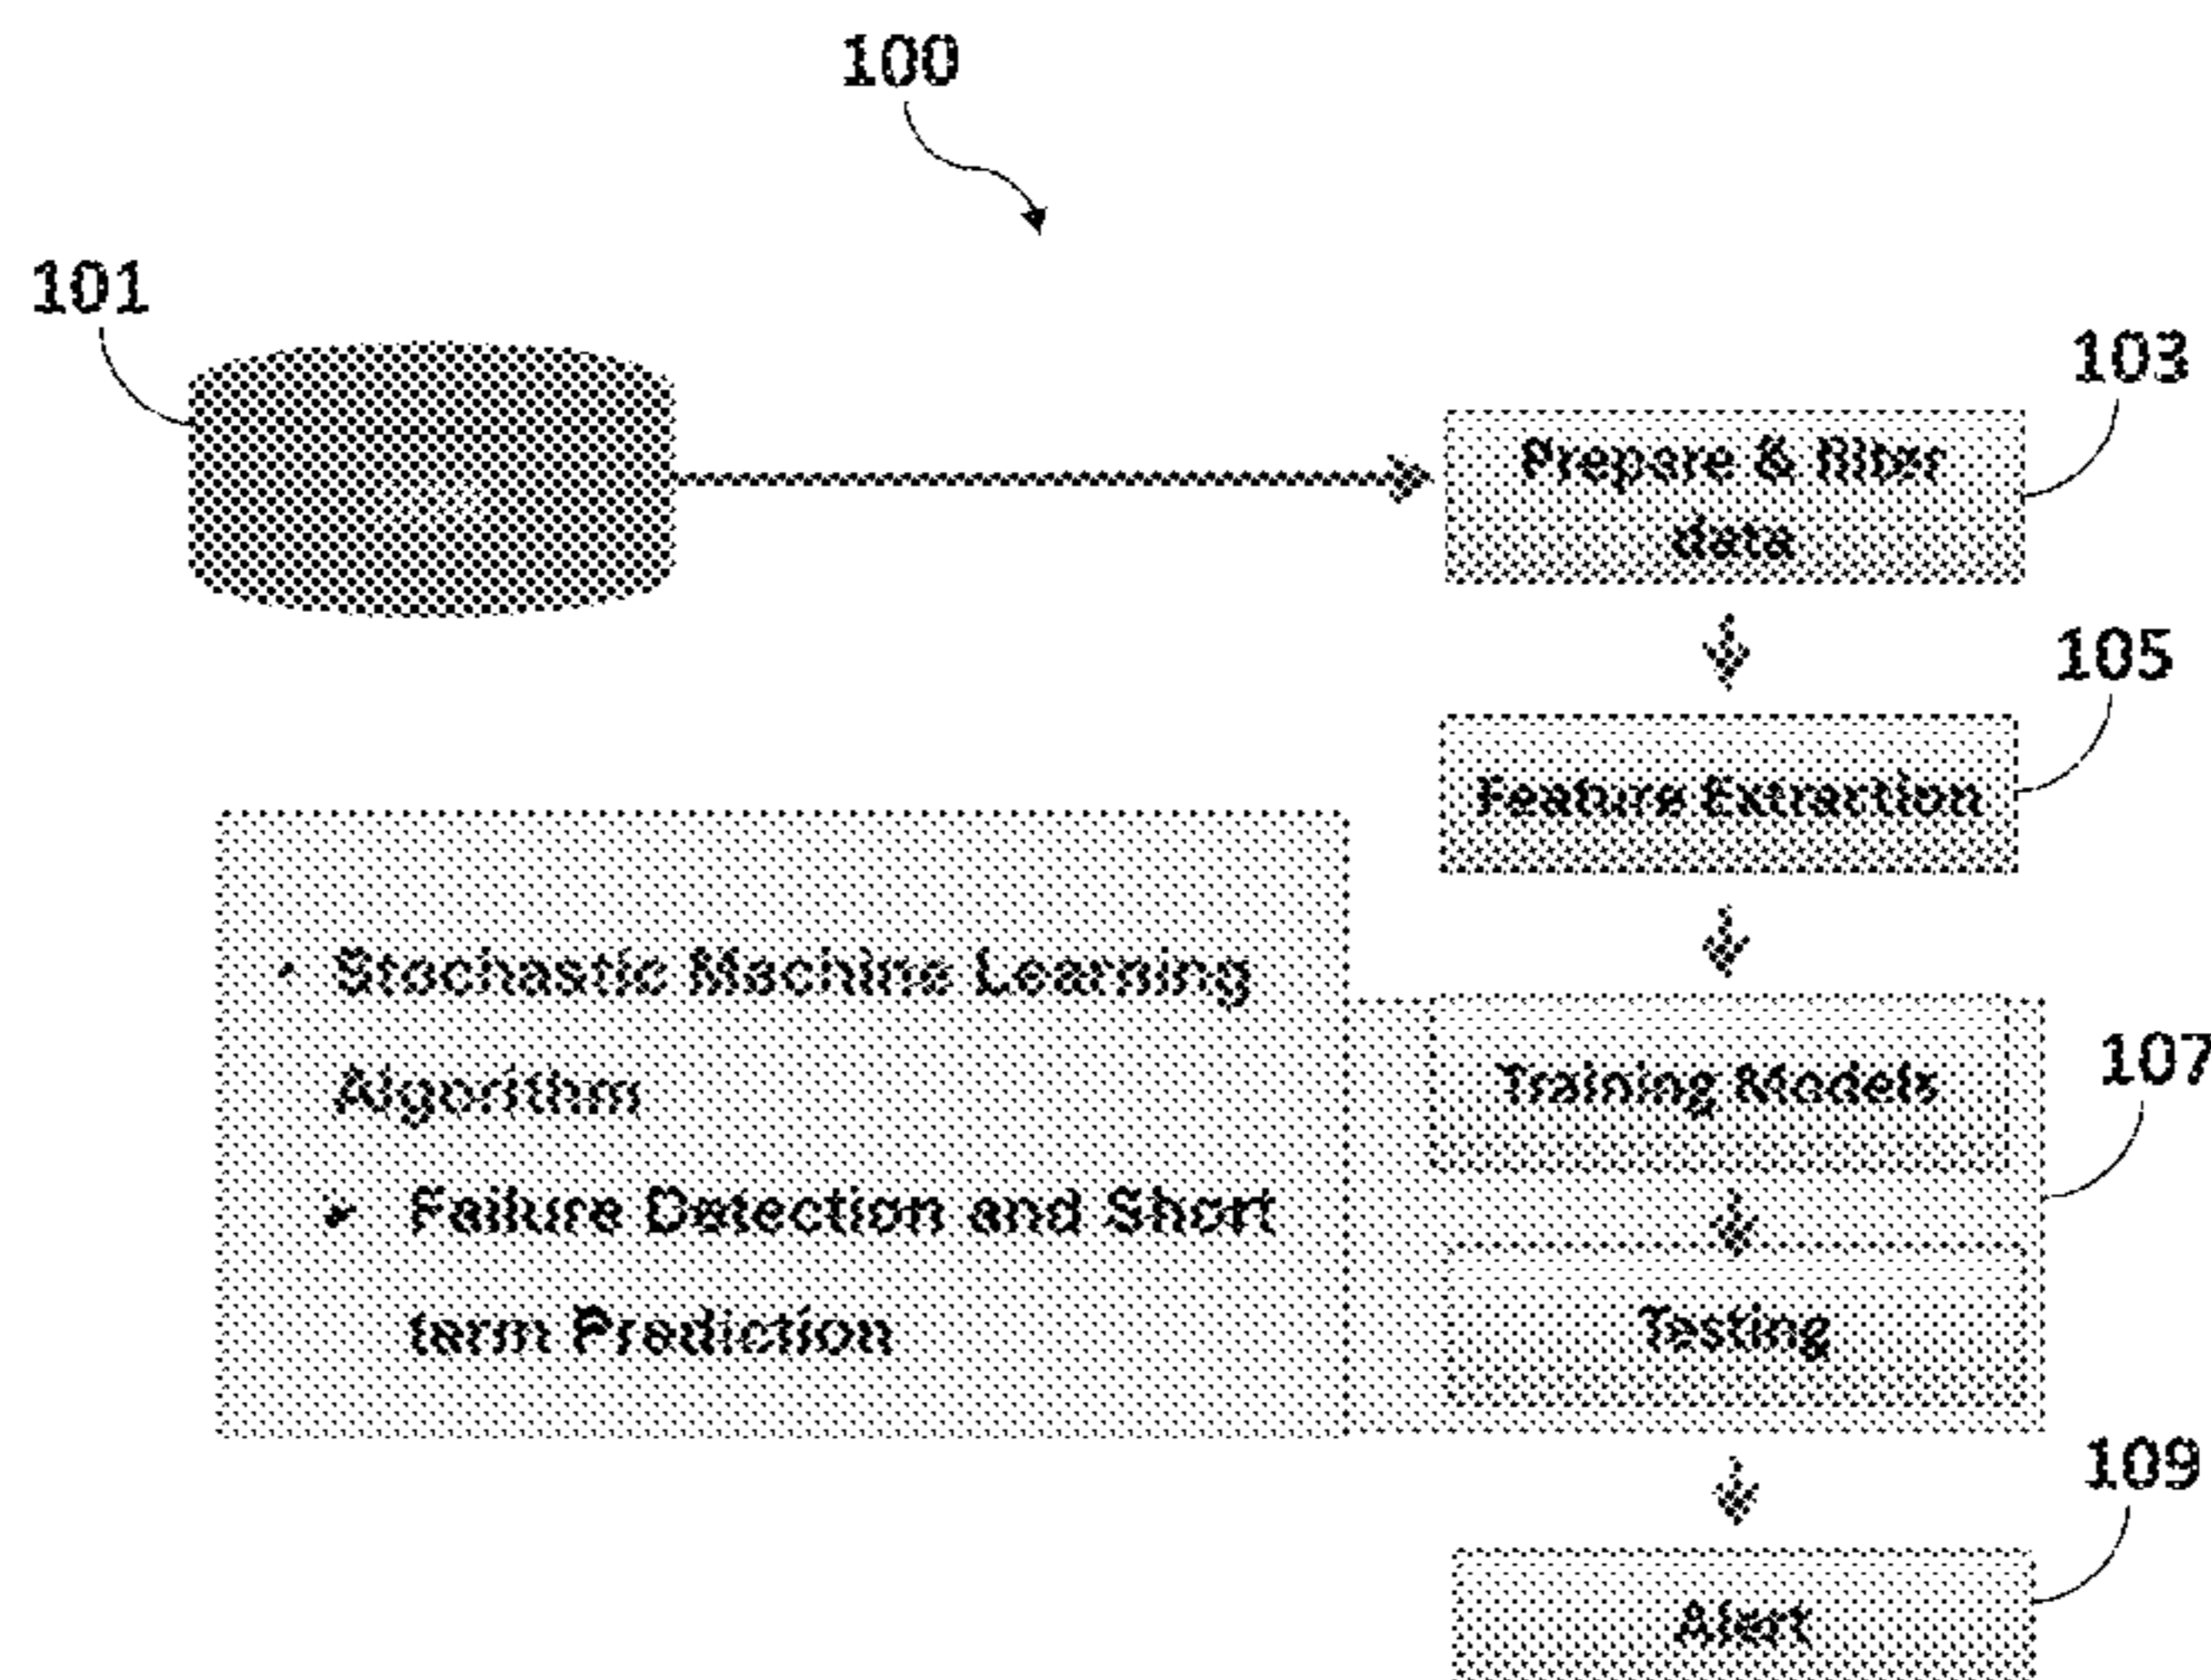 100
101
103
Prepare & filter
data
105
Feature Extraction
Stochastic Machine Learning
Algorithm
Failure Detection and Short
term Prediction
Training Models
107
Testing
109
Alert